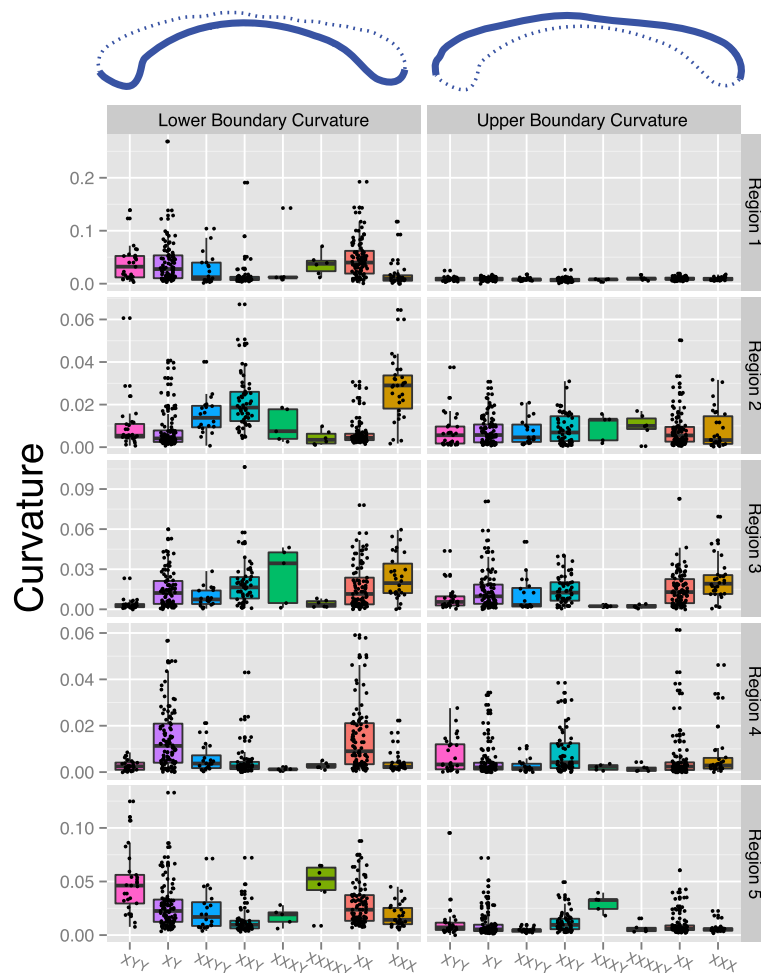 Lower Boundary Curvature
Upper Boundary Curvature
Curvature
0.2
0.1
0.0
Region 1
0.06
0.04
0.02
0.00
Region 2
0.09
0.06
0.03
0.00
Region 3
0.06
0.04
0.02
0.00
Region 4
0.10
0.05
0.00
Region 5
XYY XY XXYY XXY XXXY XXXXY XX XXX XYY XY XXYY XXY XXXY XXXXY XX XXX